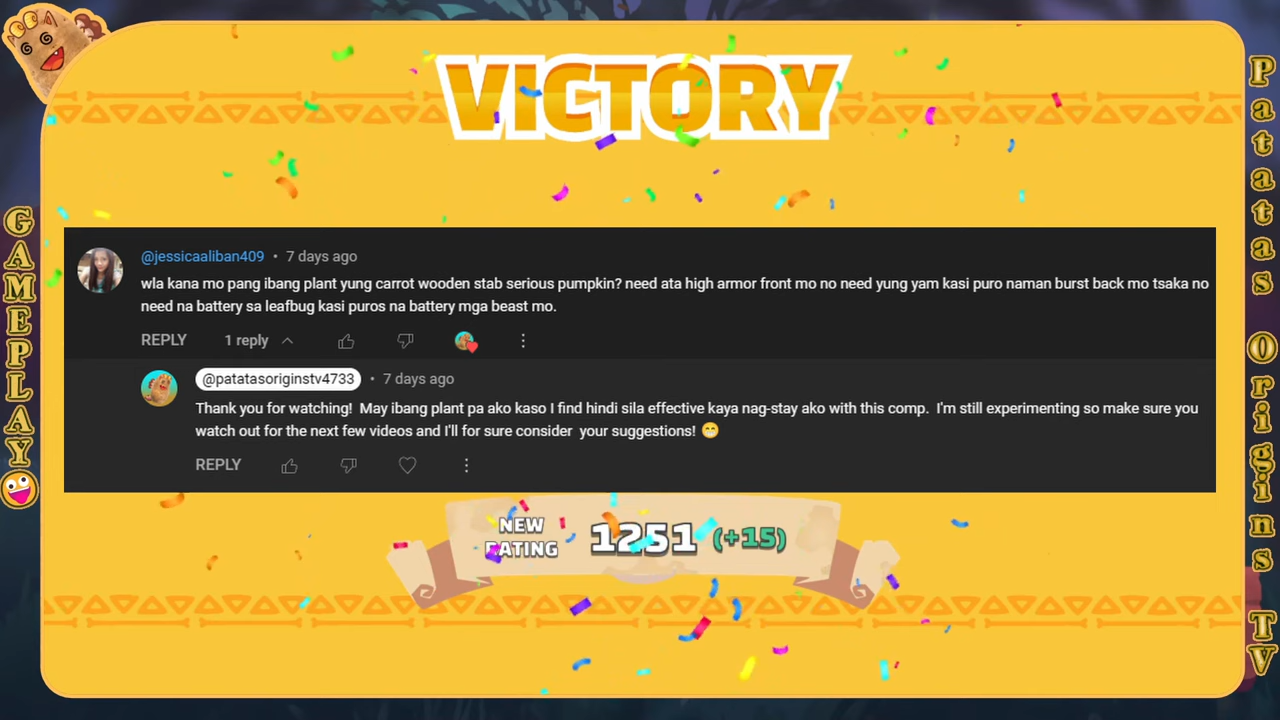 VICTORY
@jessicaaliban409 • 7 days ago
wla kana mo pang ibang plant yung carrot wooden stab serious pumpkin? need ata high armor front mo no need yung yam kasi puro naman burst back mo tsaka no
need na battery sa leafbug kasi puros na battery mga beast mo.
REPLY 1 reply
@patatasoriginstv4733 • 7 days ago
Thank you for watching! May ibang plant pa ako kaso I find hindi sila effective kaya nag-stay ako with this comp. I'm still experimenting so make sure you
watch out for the next few videos and I'll for sure consider your suggestions! 😁
REPLY
NEW
RATING
1251 (+15)
GAMEPLAY
Patatas Origins TV